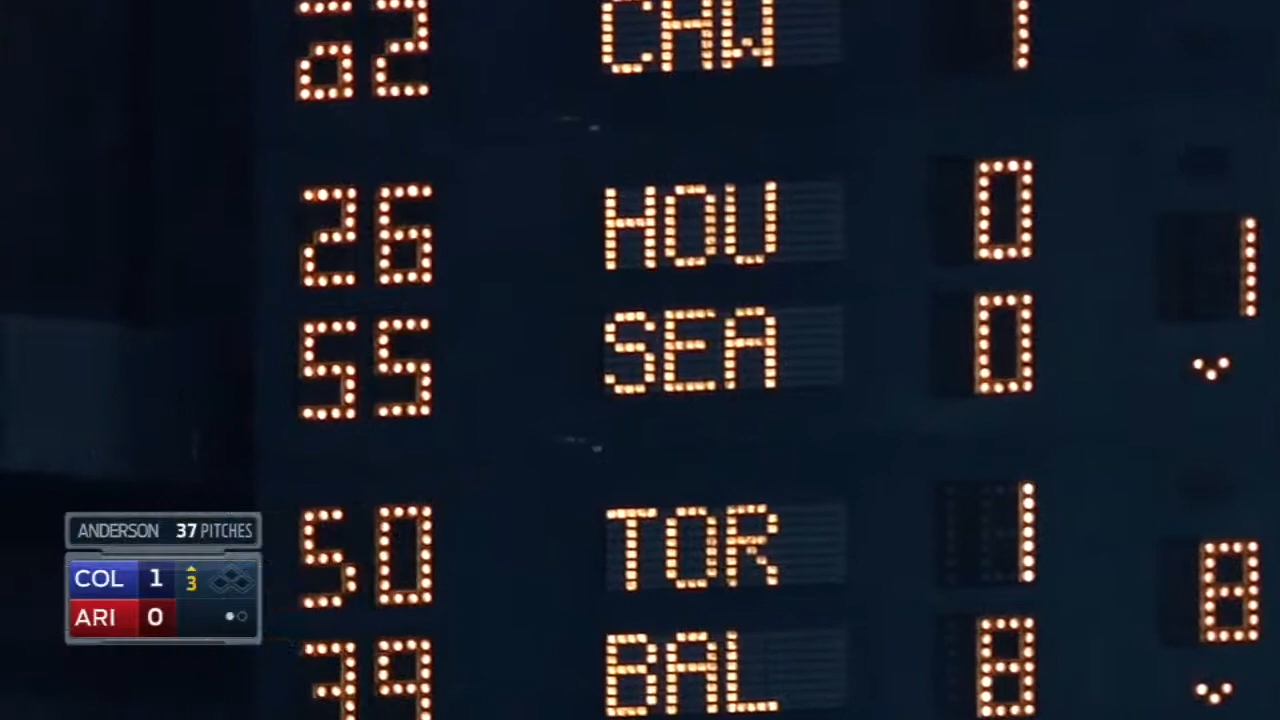 CHW 1
26 HOU 0
1
55 SEA 0
50 TOR 1
8
39 BAL 8
ANDERSON 37 PITCHES
COL 1 3
ARI 0